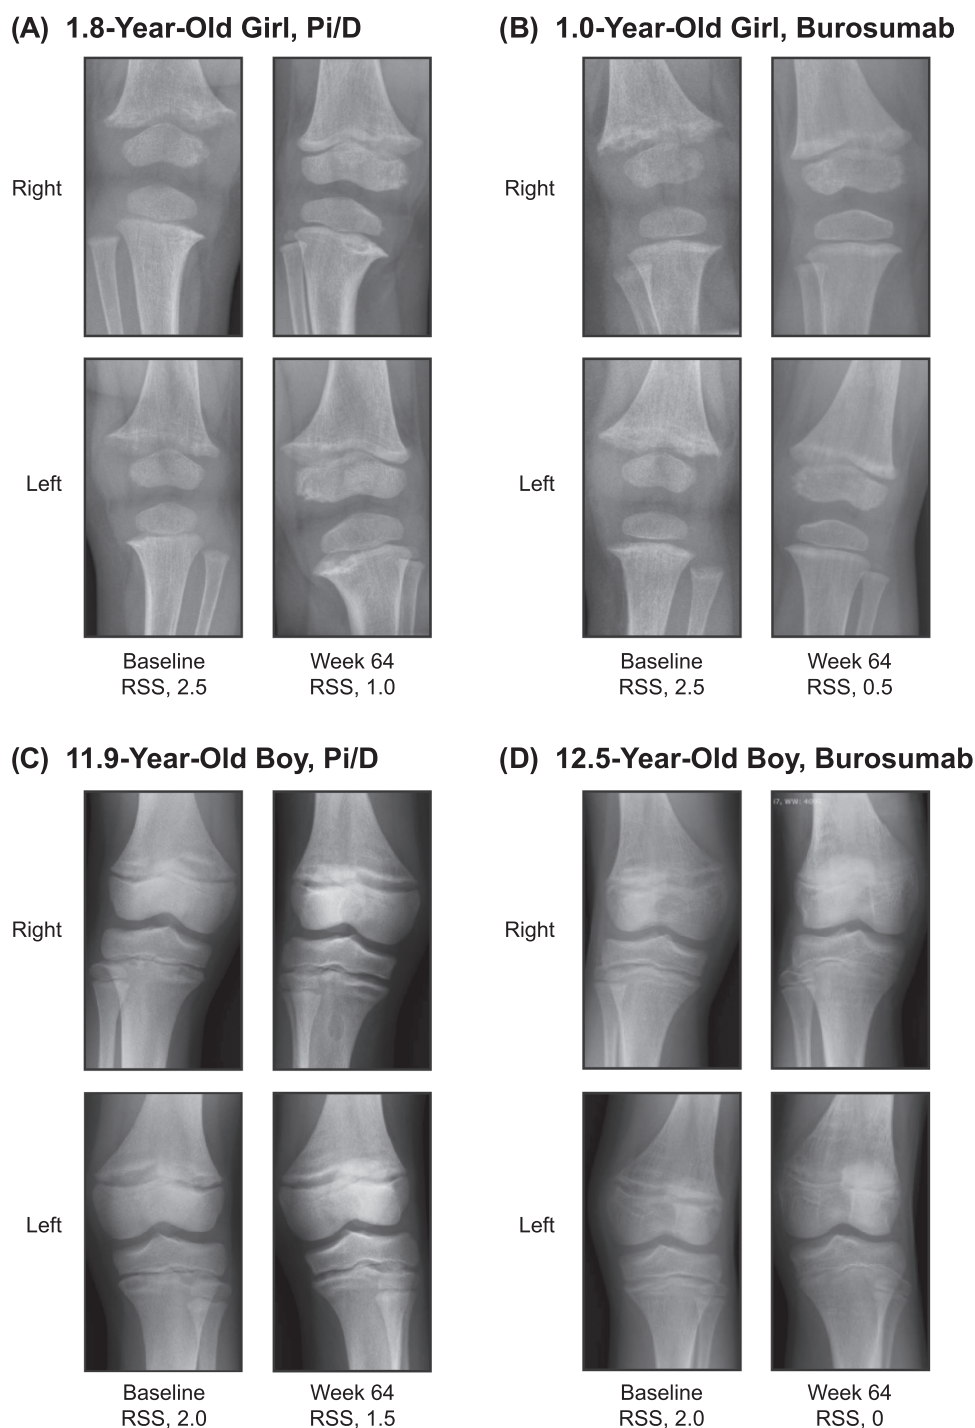 (A) 1.8-Year-Old Girl, Pi/D
Right
Left
Baseline
RSS, 2.5
Week 64
RSS, 1.0
(B) 1.0-Year-Old Girl, Burosumab
Right
Left
Baseline
RSS, 2.5
Week 64
RSS, 0.5
(C) 11.9-Year-Old Boy, Pi/D
Right
Left
Baseline
RSS, 2.0
Week 64
RSS, 1.5
(D) 12.5-Year-Old Boy, Burosumab
Right
Left
Baseline
RSS, 2.0
Week 64
RSS, 0